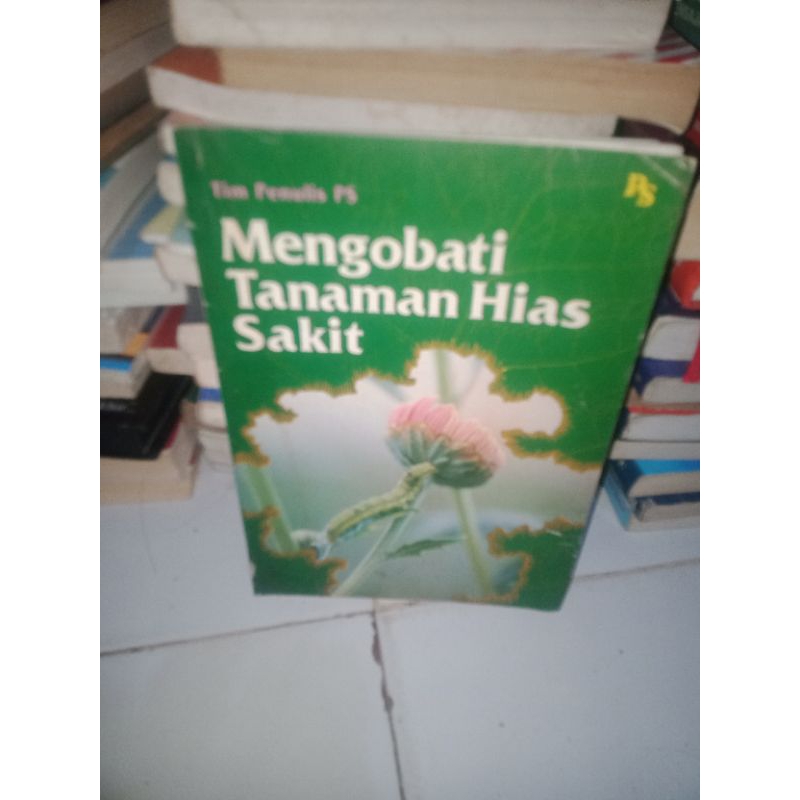 Tim Penulis PS
PS
Mengobati
Tanaman Hias
Sakit